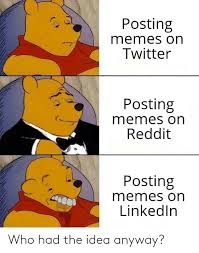 Posting
memes on
Twitter
Posting
memes on
Reddit
Posting
memes on
LinkedIn
Who had the idea anyway?